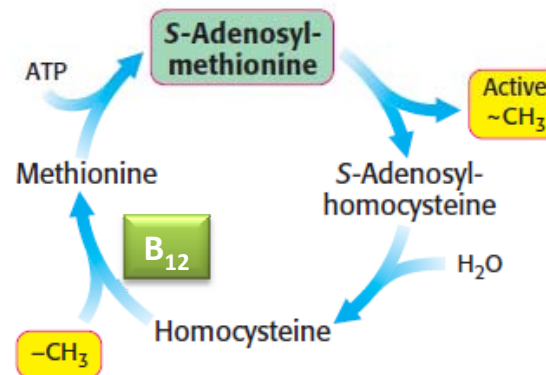 S-Adenosyl-
methionine
ATP
Active
~CH₃
Methionine
S-Adenosyl-
homocysteine
B₁₂
H₂O
Homocysteine
–CH₃